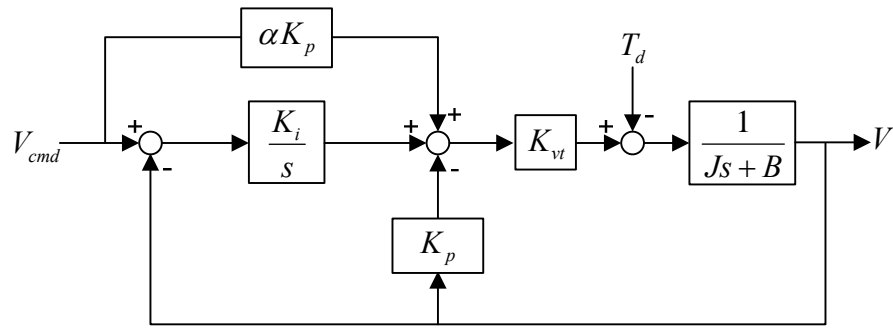 αK_p
T_d
V_cmd
+
-
K_i
s
+
+
-
K_vt
+
-
1
Js + B
V
K_p